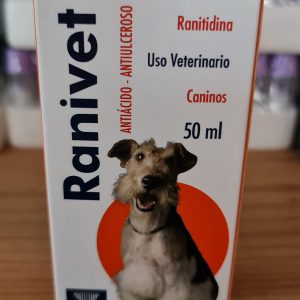 Ranivet
ANTIÁCIDO - ANTIULCEROSO
Ranitidina
Uso Veterinario
Caninos
50 ml